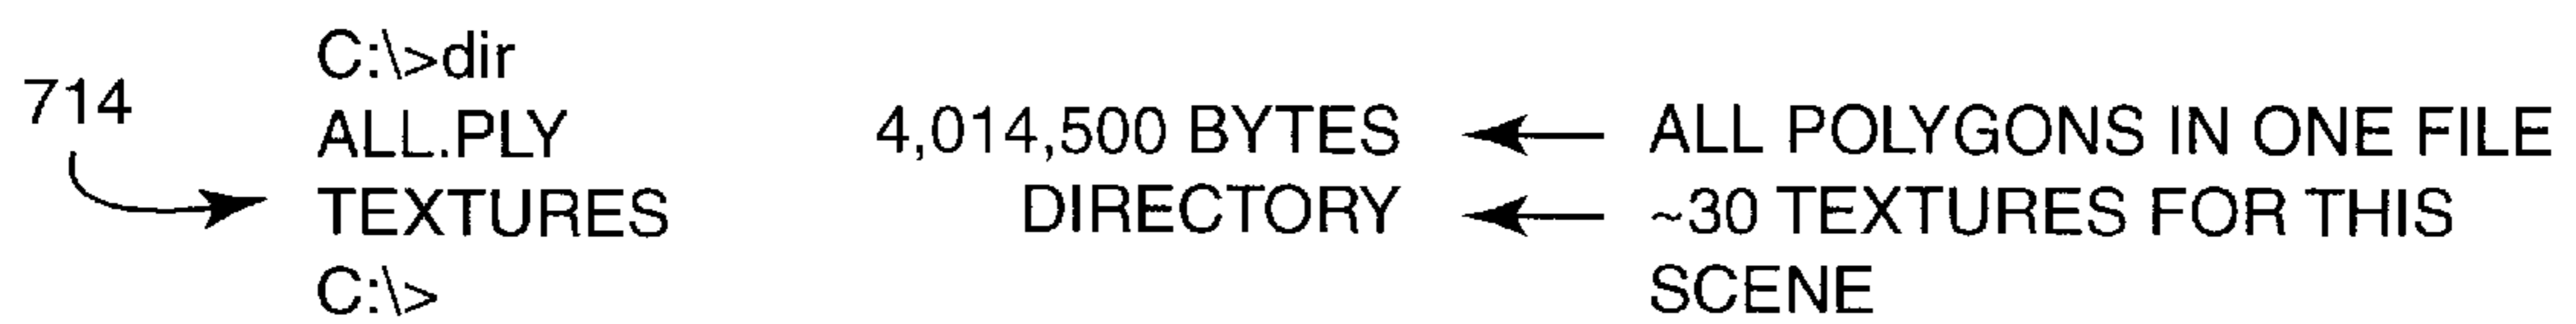 714
C:\>dir
ALL.PLY 4,014,500 BYTES ALL POLYGONS IN ONE FILE
TEXTURES DIRECTORY ~30 TEXTURES FOR THIS
C:\> SCENE